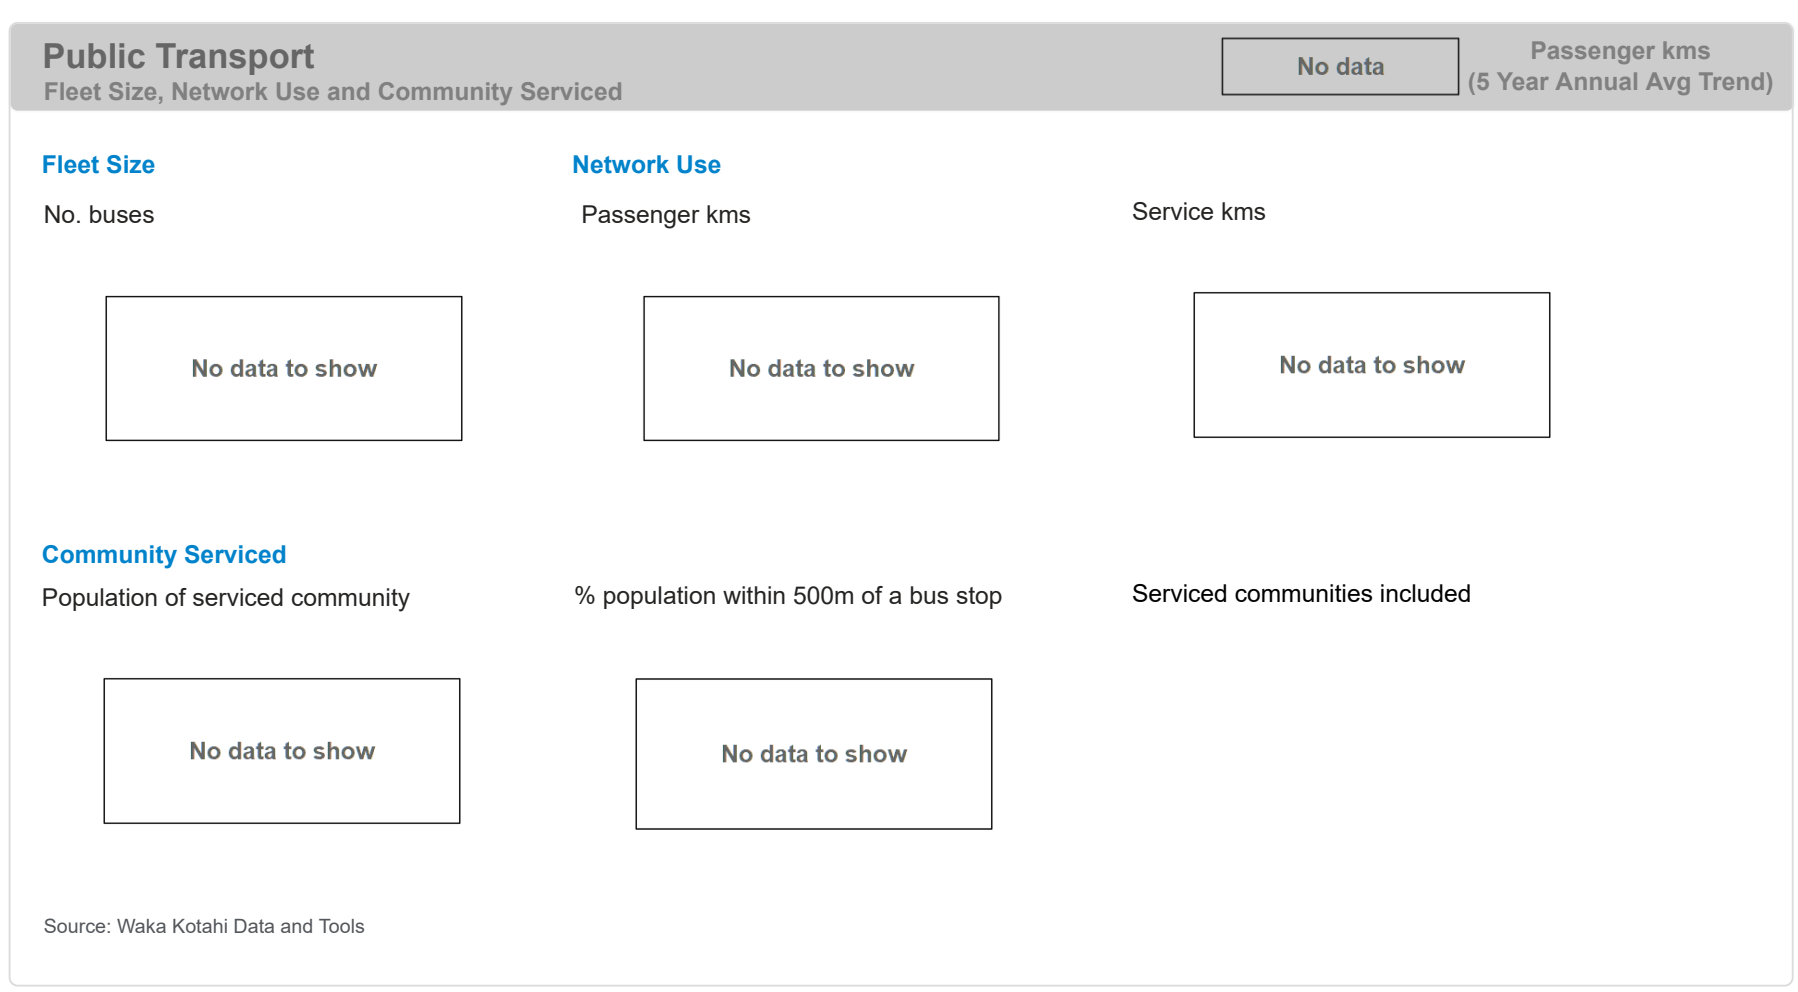 Public Transport
Fleet Size, Network Use and Community Serviced
No data
Passenger kms
(5 Year Annual Avg Trend)
Fleet Size
Network Use
No. buses
Passenger kms
Service kms
No data to show
No data to show
No data to show
Community Serviced
Population of serviced community
% population within 500m of a bus stop
Serviced communities included
No data to show
No data to show
Source: Waka Kotahi Data and Tools